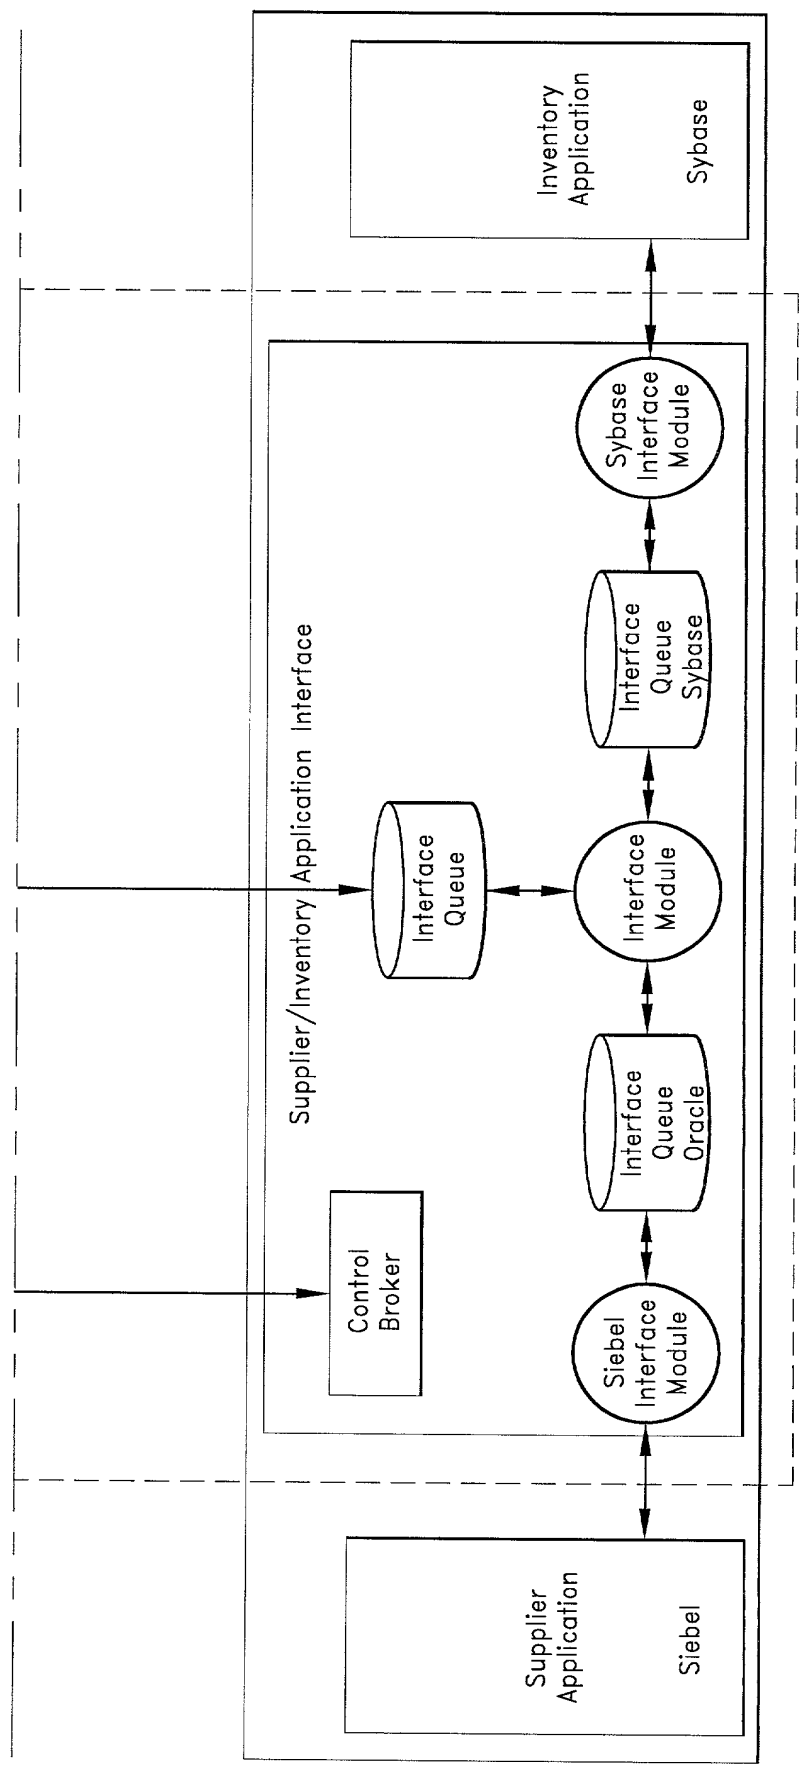 Supplier/Inventory Application Interface
Control
Broker
Interface
Queue
Supplier
Application
Siebel
Siebel
Interface
Module
Interface
Queue
Oracle
Interface
Module
Interface
Queue
Sybase
Sybase
Interface
Module
Inventory
Application
Sybase